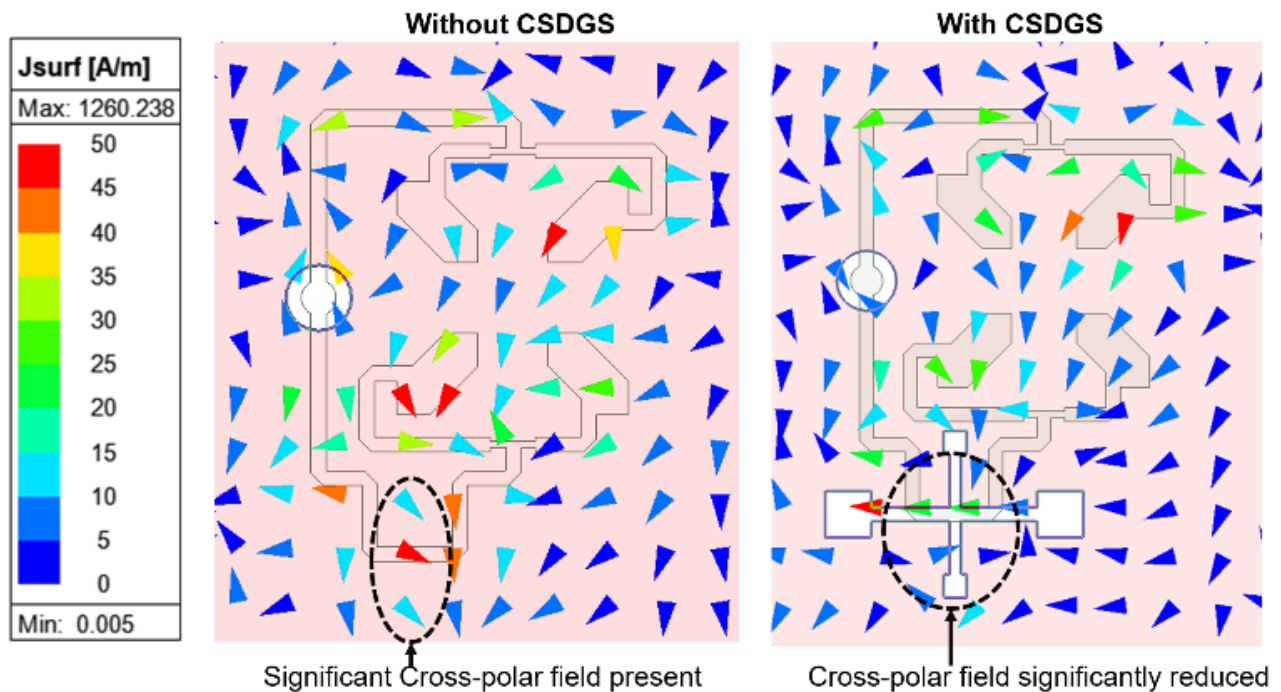 Without CSDGS
With CSDGS
Jsurf [A/m]
Max: 1260.238
50
45
40
35
30
25
20
15
10
5
0
Min: 0.005
Significant Cross-polar field present
Cross-polar field significantly reduced